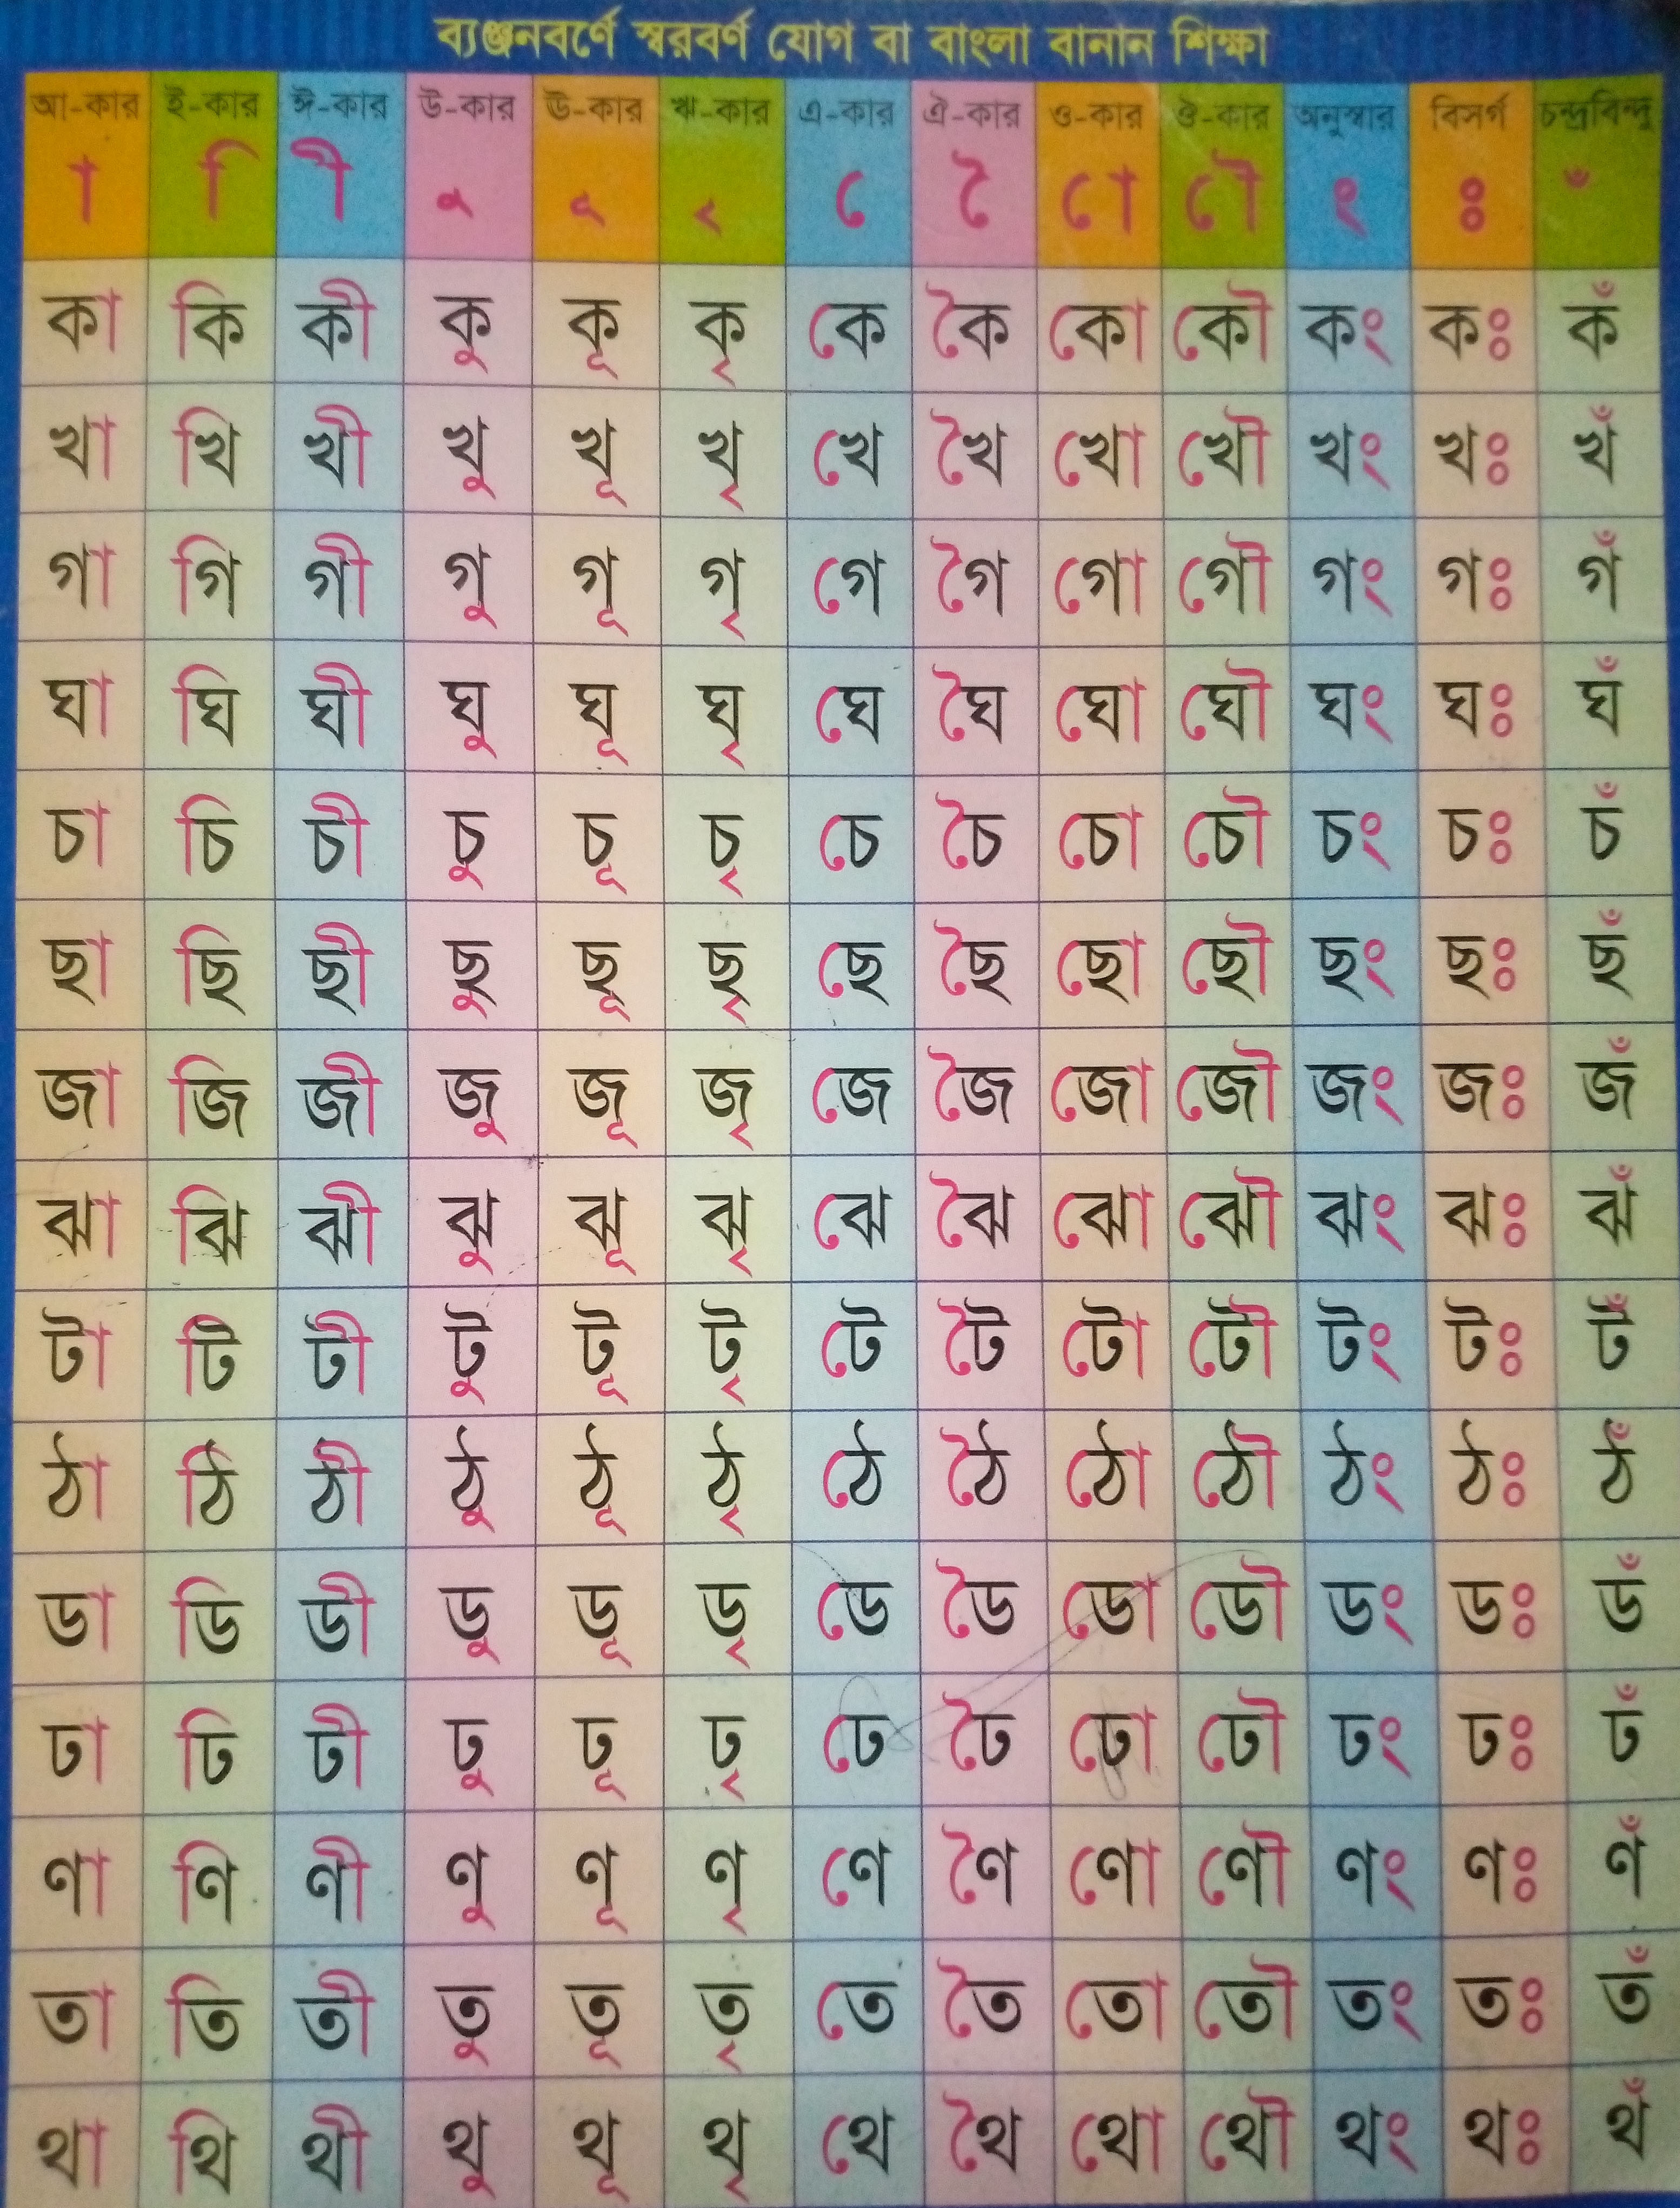 ব্যঞ্জনবর্ণে স্বরবর্ণ যোগ বা বাংলা বানান শিক্ষা
আ-কার ই-কার ঈ-কার উ-কার ঊ-কার ঋ-কার এ-কার ঐ-কার ও-কার ঔ-কার অনুস্বার বিসর্গ চন্দ্রবিন্দু
া ি ী ু ূ ৃ ে ৈ ো ৌ ং ঃ ঁ
কা কি কী কু কূ কৃ কে কৈ কো কৌ কং কঃ কঁ
খা খি খী খু খূ খৃ খে খৈ খো খৌ খং খঃ খঁ
গা গি গী গু গূ গৃ গে গৈ গো গৌ গং গঃ গঁ
ঘা ঘি ঘী ঘু ঘূ ঘৃ ঘে ঘৈ ঘো ঘৌ ঘং ঘঃ ঘঁ
চা চি চী চু চূ চৃ চে চৈ চো চৌ চং চঃ চঁ
ছা ছি ছী ছু ছূ ছৃ ছে ছৈ ছো ছৌ ছং ছঃ ছঁ
জা জি জী জু জূ জৃ জে জৈ জো জৌ জং জঃ জঁ
ঝা ঝি ঝী ঝু ঝূ ঝৃ ঝে ঝৈ ঝো ঝৌ ঝং ঝঃ ঝঁ
টা টি টী টু টূ টৃ টে টৈ টো টৌ টং টঃ টঁ
ঠা ঠি ঠী ঠু ঠূ ঠৃ ঠে ঠৈ ঠো ঠৌ ঠং ঠঃ ঠঁ
ডা ডি ডী ডু ডূ ডৃ ডে ডৈ ডো ডৌ ডং ডঃ ডঁ
ঢা ঢি ঢী ঢু ঢূ ঢৃ ঢে ঢৈ ঢো ঢৌ ঢং ঢঃ ঢঁ
ণা ণি ণী ণু ণূ ণৃ ণে ণৈ ণো ণৌ ণং ণঃ ণঁ
তা তি তী তু তূ তৃ তে তৈ তো তৌ তং তঃ তঁ
থা থি থী থু থূ থৃ থে থৈ থো থৌ থং থঃ থঁ